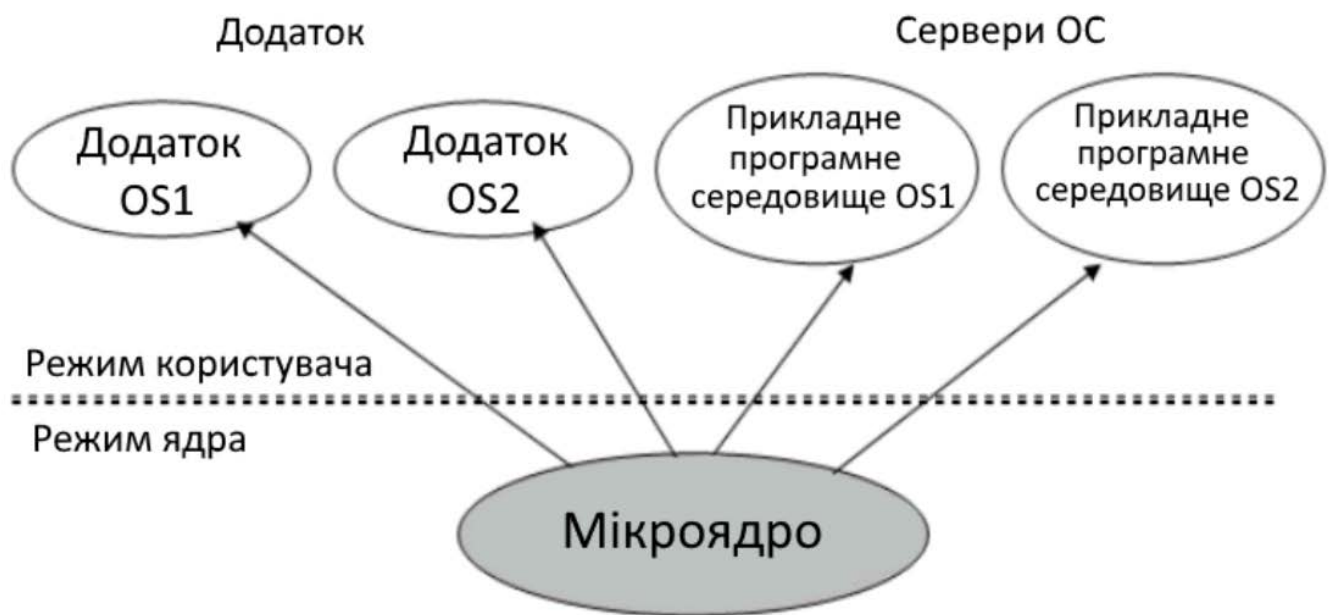 Додаток
Сервери ОС
Додаток
OS1
Додаток
OS2
Прикладне
програмне
середовище OS1
Прикладне
програмне
середовище OS2
Режим користувача
Режим ядра
Мікроядро